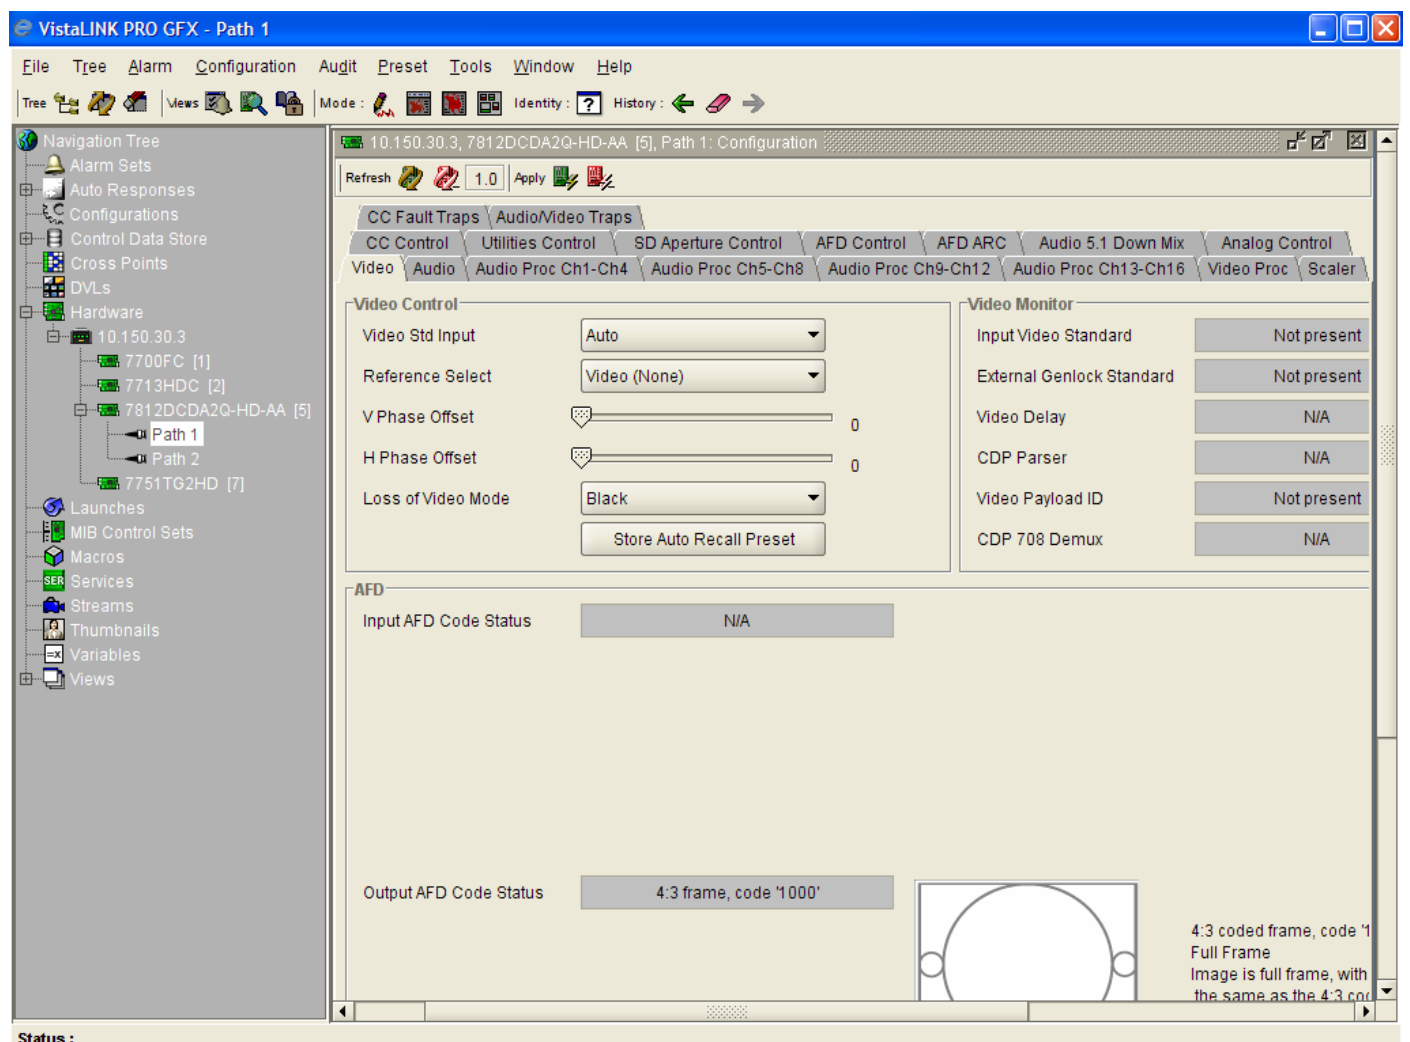 VistaLINK PRO GFX - Path 1
File Tree Alarm Configuration Audit Preset Tools Window Help
Tree Views Mode : Identity : ? History :
Navigation Tree
Alarm Sets
Auto Responses
Configurations
Control Data Store
Cross Points
DVLs
Hardware
10.150.30.3
7700FC [1]
7713HDC [2]
7812DCDA2Q-HD-AA [5]
Path 1
Path 2
7751TG2HD [7]
Launches
MIB Control Sets
Macros
SER Services
Streams
Thumbnails
=x Variables
Views
10.150.30.3, 7812DCDA2Q-HD-AA [5], Path 1: Configuration
Refresh 1.0 Apply
CC Fault Traps Audio/Video Traps
CC Control Utilities Control SD Aperture Control AFD Control AFD ARC Audio 5.1 Down Mix Analog Control
Video Audio Audio Proc Ch1-Ch4 Audio Proc Ch5-Ch8 Audio Proc Ch9-Ch12 Audio Proc Ch13-Ch16 Video Proc Scaler
Video Control
Video Std Input Auto
Reference Select Video (None)
V Phase Offset 0
H Phase Offset 0
Loss of Video Mode Black
Store Auto Recall Preset
Video Monitor
Input Video Standard Not present
External Genlock Standard Not present
Video Delay N/A
CDP Parser N/A
Video Payload ID Not present
CDP 708 Demux N/A
AFD
Input AFD Code Status N/A
Output AFD Code Status 4:3 frame, code '1000'
4:3 coded frame, code '1
Full Frame
Image is full frame, with
the same as the 4:3 co
Status :